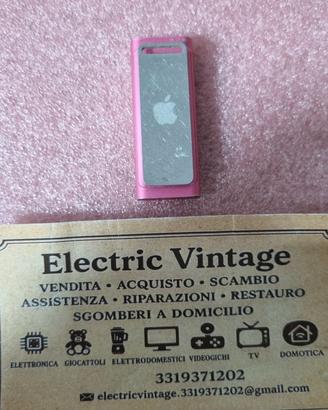 Electric Vintage
VENDITA • ACQUISTO • SCAMBIO
ASSISTENZA • RIPARAZIONI • RESTAURO
SGOMBERI A DOMICILIO
ELETTRONICA GIOCATTOLI ELETTRODOMESTICI VIDEOGICHI TV DOMOTICA
3319371202
electricvintage.3319371202@gmail.com